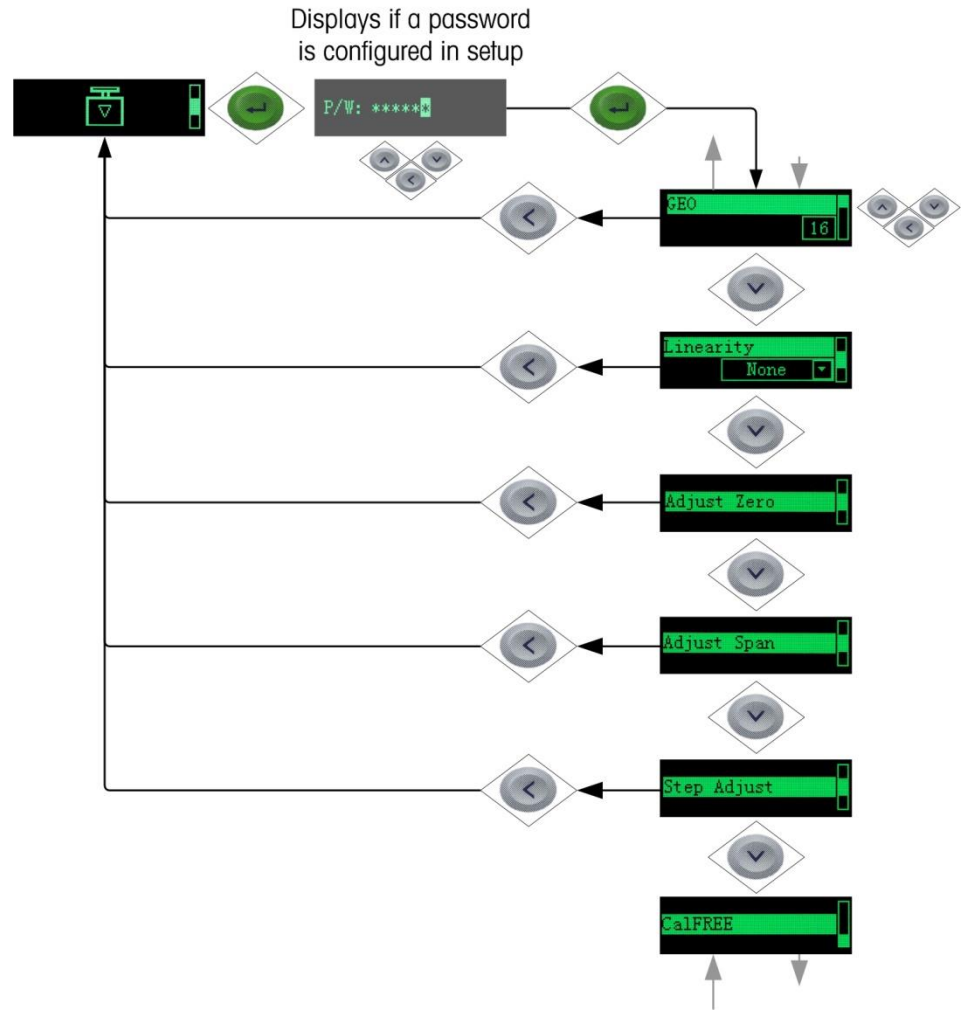 Displays if a password
is configured in setup
P/W: ******
GEO
16
Linearity
None
Adjust Zero
Adjust Span
Step Adjust
CalFREE